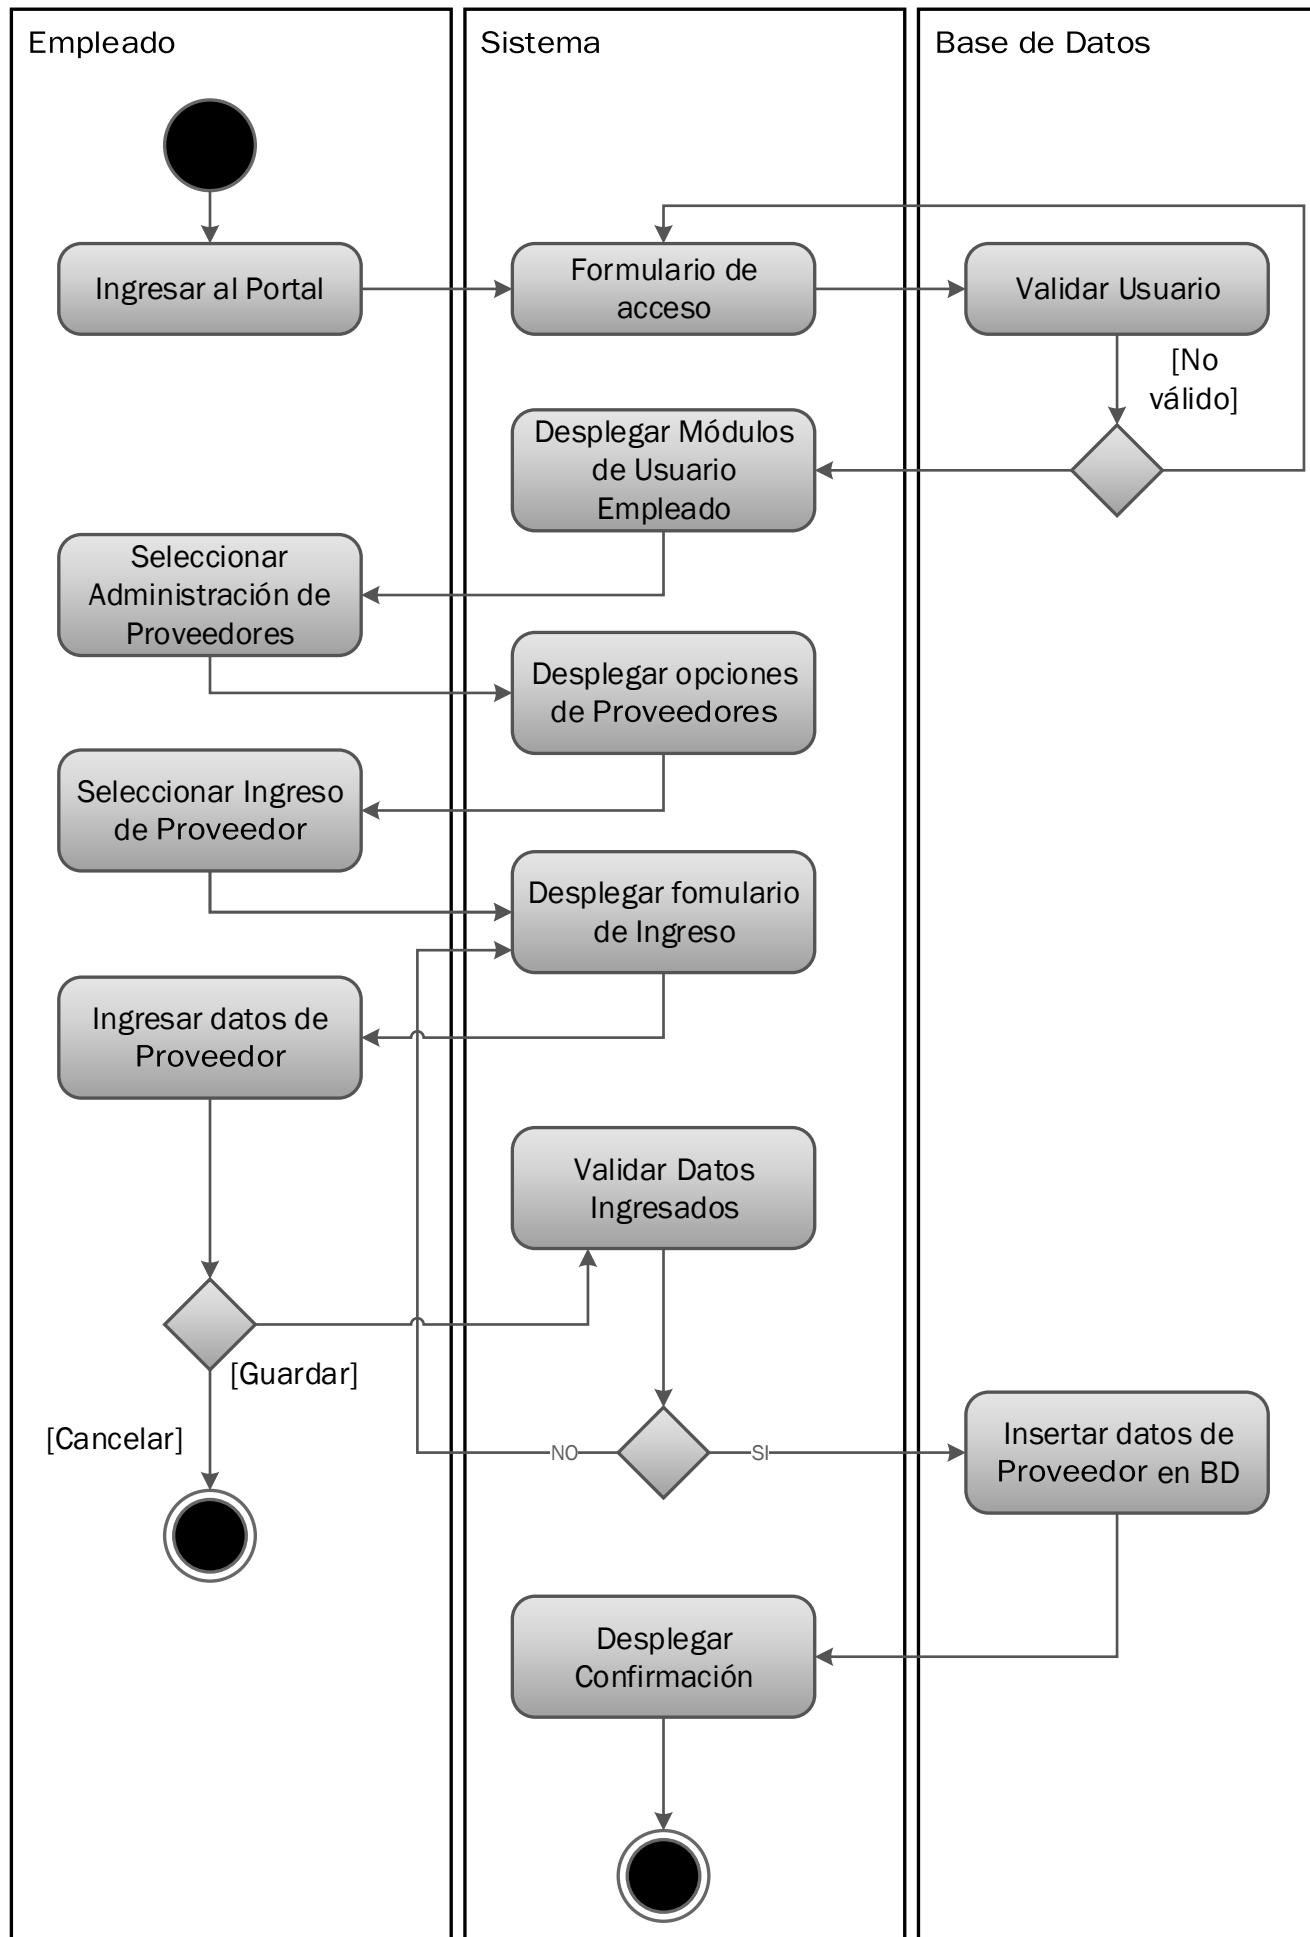 Empleado
Sistema
Base de Datos
Ingresar al Portal
Formulario de
acceso
Validar Usuario
[No
válido]
Desplegar Módulos
de Usuario
Empleado
Seleccionar
Administración de
Proveedores
Desplegar opciones
de Proveedores
Seleccionar Ingreso
de Proveedor
Desplegar fomulario
de Ingreso
Ingresar datos de
Proveedor
Validar Datos
Ingresados
[Guardar]
[Cancelar]
NO
SI
Insertar datos de
Proveedor en BD
Desplegar
Confirmación